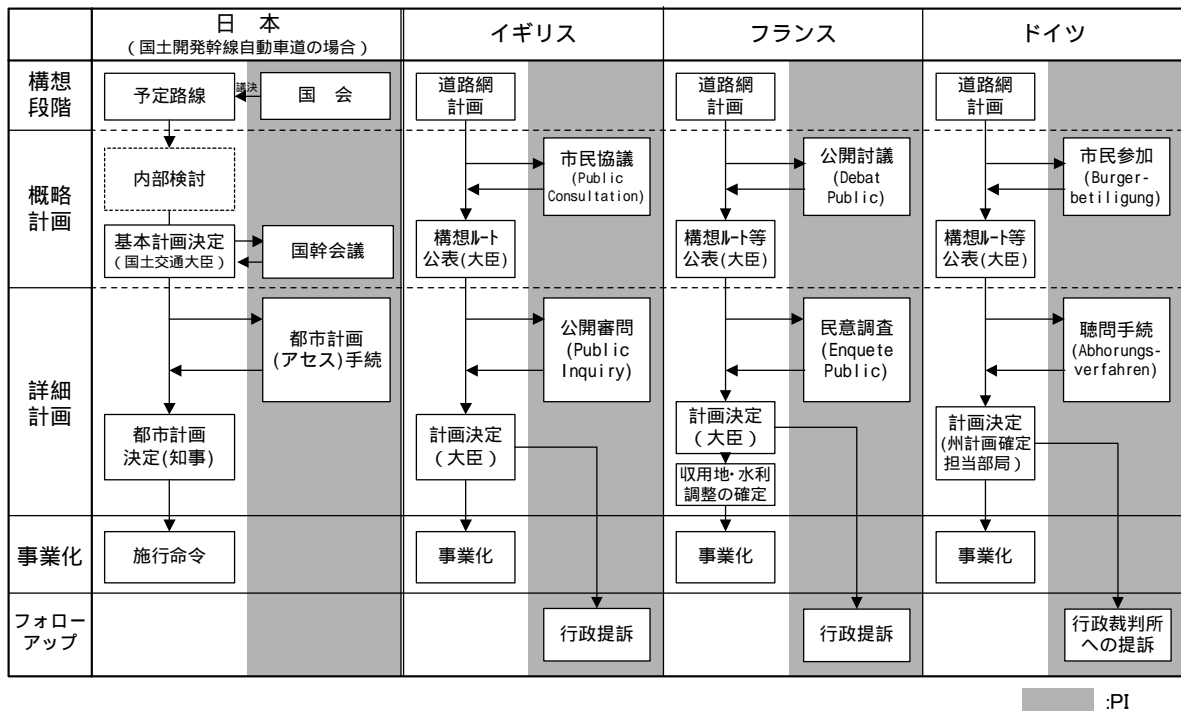 日 本
(国土開発幹線自動車道の場合)
イギリス
フランス
ドイツ
構想
段階
予定路線
議決
国 会
道路網
計画
道路網
計画
道路網
計画
概略
計画
内部検討
基本計画決定
(国土交通大臣)
国幹会議
市民協議
(Public
Consultation)
構想ルート
公表(大臣)
公開討議
(Debat
Public)
構想ルート等
公表(大臣)
市民参加
(Burger-
betiligung)
構想ルート等
公表(大臣)
詳細
計画
都市計画
(アセス)手続
都市計画
決定(知事)
公開審問
(Public
Inquiry)
計画決定
(大臣)
民意調査
(Enquete
Public)
計画決定
(大臣)
収用地・水利
調整の確定
聴問手続
(Abhorungs-
verfahren)
計画決定
(州計画確定
担当部局)
事業化
施行命令
事業化
事業化
事業化
フォロー
アップ
行政提訴
行政提訴
行政裁判所
への提訴
:PI